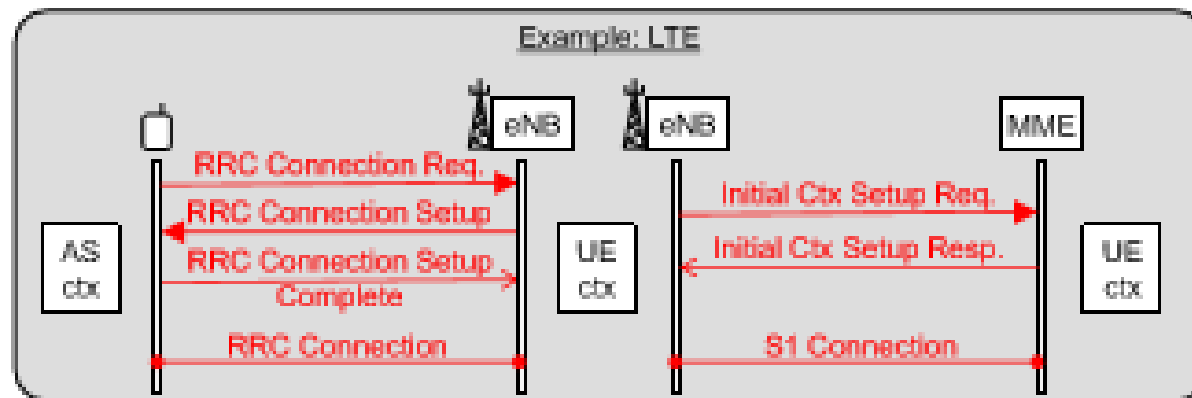 Example: LTE
eNB
eNB
MME
RRC Connection Req.
RRC Connection Setup
RRC Connection Setup
Complete
RRC Connection
AS
ctx
UE
ctx
Initial Ctx Setup Req.
Initial Ctx Setup Resp.
S1 Connection
UE
ctx